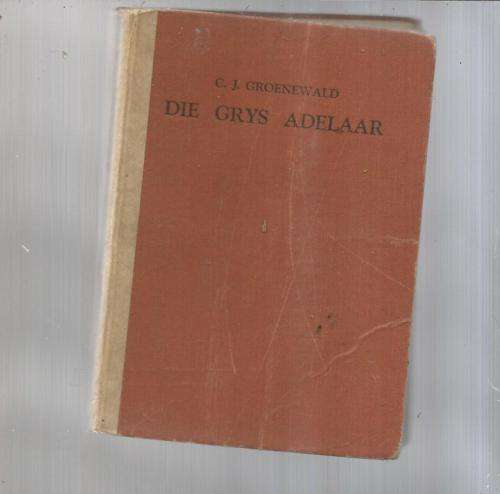 C. J. GROENEWALD
DIE GRYS ADELAAR